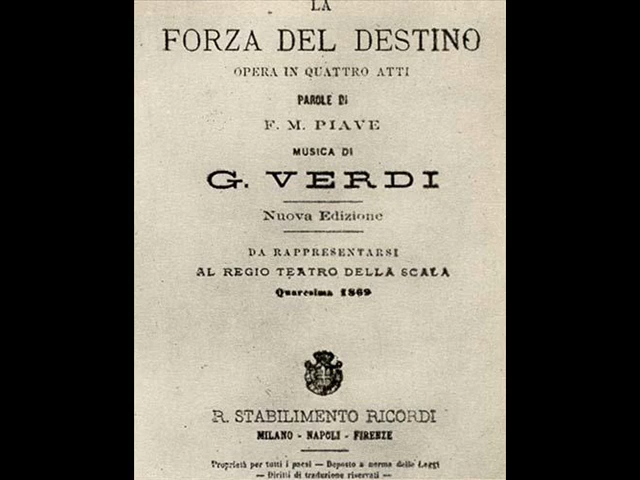 LA
FORZA DEL DESTINO
OPERA IN QUATTRO ATTI
PAROLE DI
F. M. PIAVE
MUSICA DI
G. VERDI
Nuova Edizione
DA RAPPRESENTARSI
AL REGIO TEATRO DELLA SCALA
Quaresima 1869
R. STABILIMENTO RICORDI
MILANO - NAPOLI - FIRENZE
Proprietà per tutti i paesi — Deposto a norma delle Leggi
— Diritti di traduzione riservati —